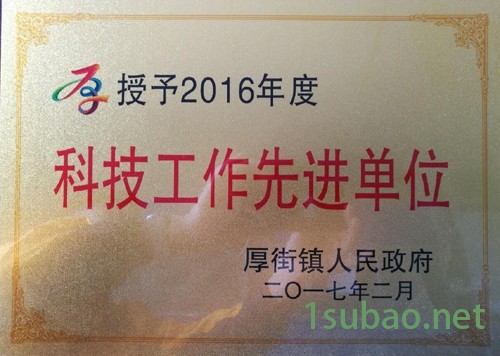 授予2016年度
科技工作先进单位
厚街镇人民政府
二〇一七年二月
1subao.net